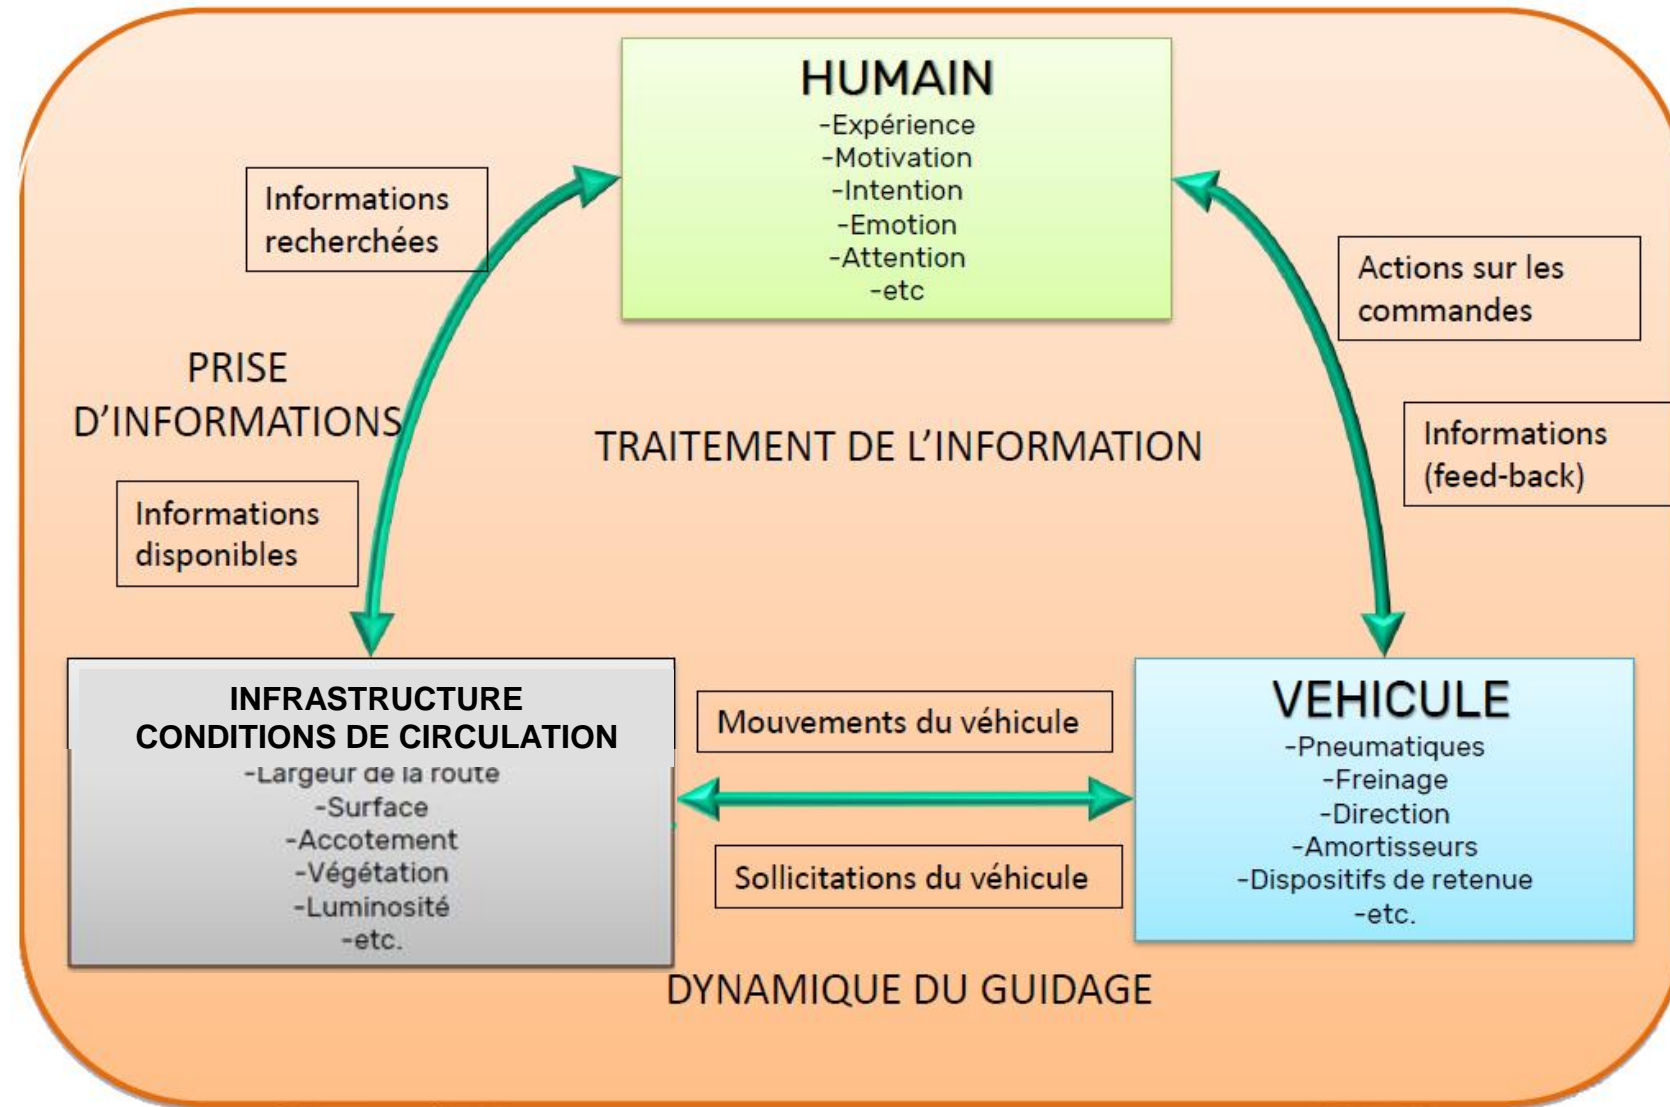 HUMAIN
-Expérience
-Motivation
-Intention
-Emotion
-Attention
-etc
Informations
recherchées
Actions sur les
commandes
PRISE
D’INFORMATIONS
TRAITEMENT DE L’INFORMATION
Informations
(feed-back)
Informations
disponibles
INFRASTRUCTURE
CONDITIONS DE CIRCULATION
-Largeur de la route
-Surface
-Accotement
-Végétation
-Luminosité
-etc.
Mouvements du véhicule
Sollicitations du véhicule
VEHICULE
-Pneumatiques
-Freinage
-Direction
-Amortisseurs
-Dispositifs de retenue
-etc.
DYNAMIQUE DU GUIDAGE